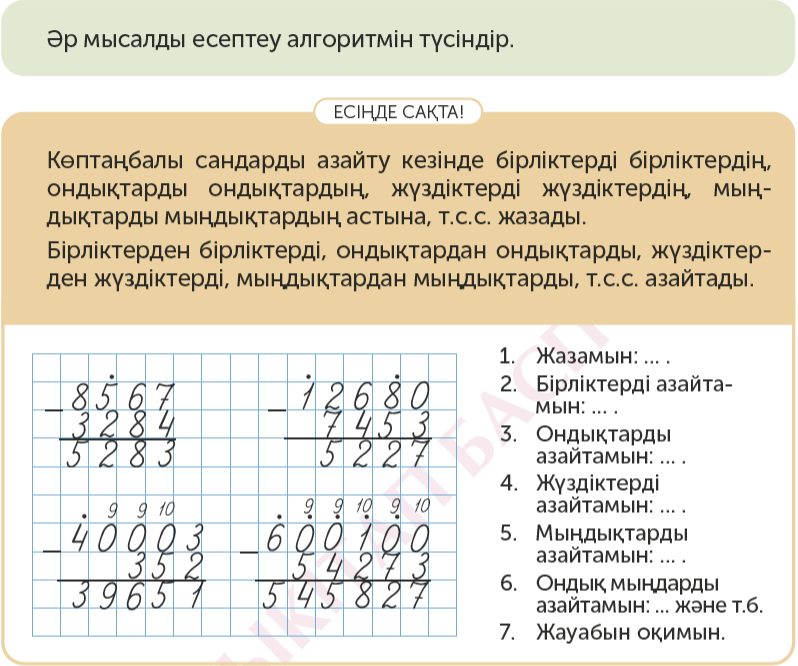 Әр мысалды есептеу алгоритмін түсіндір.
ЕСІҢДЕ САҚТА!
Көптаңбалы сандарды азайту кезінде бірліктерді бірліктердің,
ондықтарды ондықтардың, жүздіктерді жүздіктердің, мың-
дықтарды мыңдықтардың астына, т.с.с. жазады.
Бірліктерден бірліктерді, ондықтардан ондықтарды, жүздіктер-
ден жүздіктерді, мыңдықтардан мыңдықтарды, т.с.с. азайтады.
_ 8567
3284
5283
_ 12680
7453
5227
9 9 10
_ 40003
352
39651
9 9 10 9 10
_ 600100
54273
545827
1. Жазамын: ... .
2. Бірліктерді азайта-
мын: ... .
3. Ондықтарды
азайтамын: ... .
4. Жүздіктерді
азайтамын: ... .
5. Мыңдықтарды
азайтамын: ... .
6. Ондық мыңдарды
азайтамын: ... және т.б.
7. Жауабын оқимын.